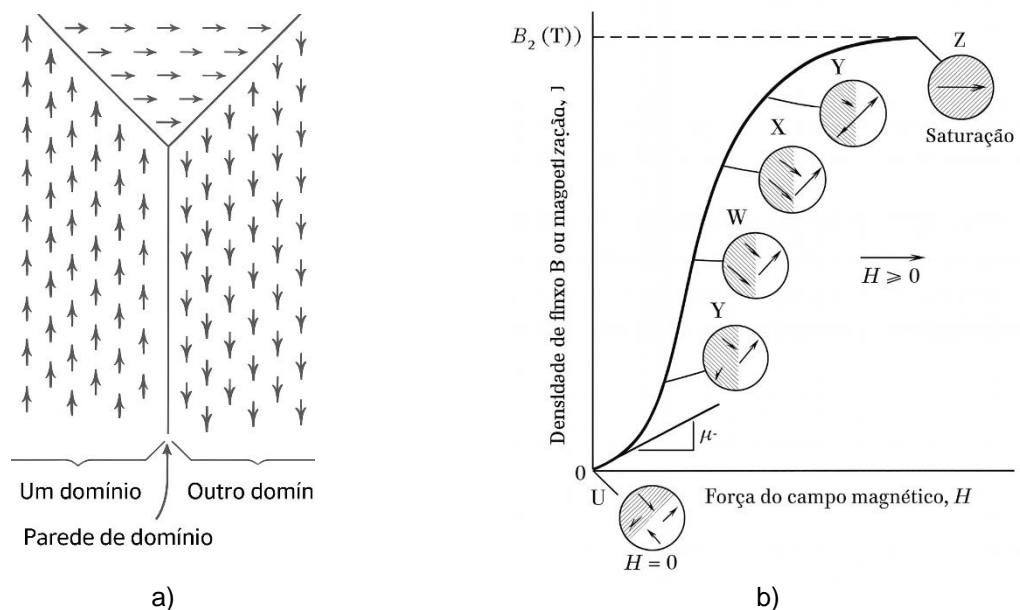 Um domínio
Outro domín
Parede de domínio
a)
B₂ (T))
Densidade de finxo B ou magnetização, ]
Z
Saturação
Y
X
W
Y
H ⩾ 0
μ-
0
U
Força do campo magnético, H
H = 0
b)